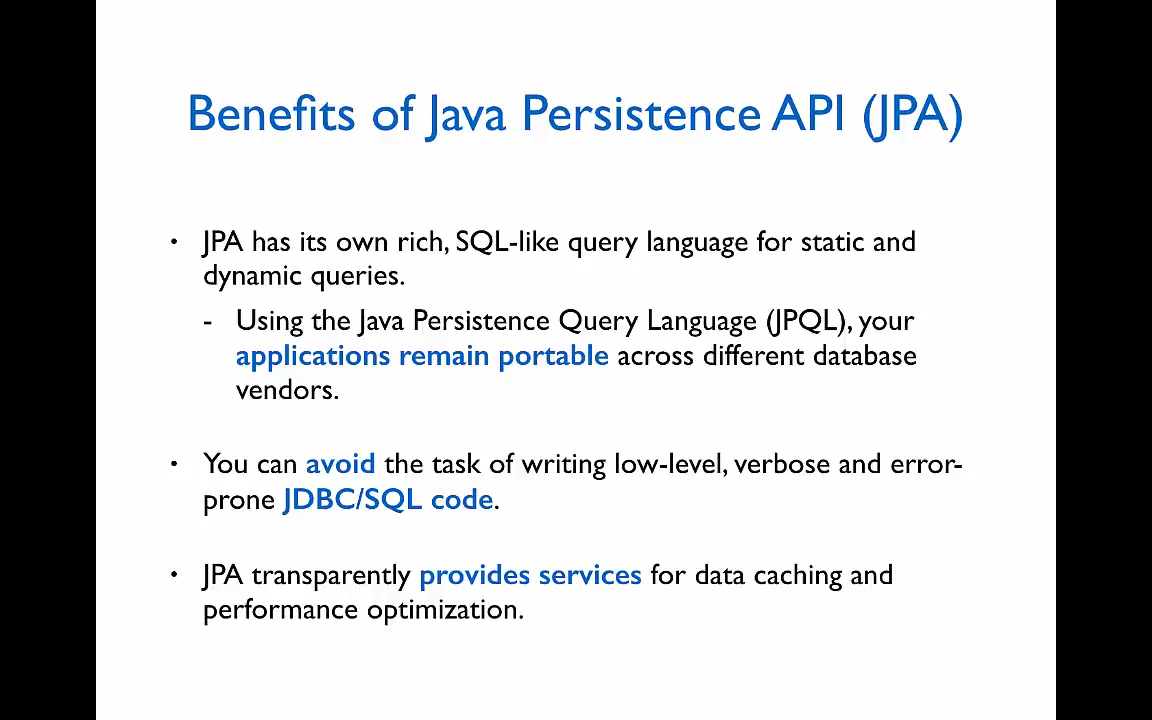 Benefits of Java Persistence API (JPA)
• JPA has its own rich, SQL-like query language for static and
dynamic queries.
- Using the Java Persistence Query Language (JPQL), your
applications remain portable across different database
vendors.
• You can avoid the task of writing low-level, verbose and error-
prone JDBC/SQL code.
• JPA transparently provides services for data caching and
performance optimization.